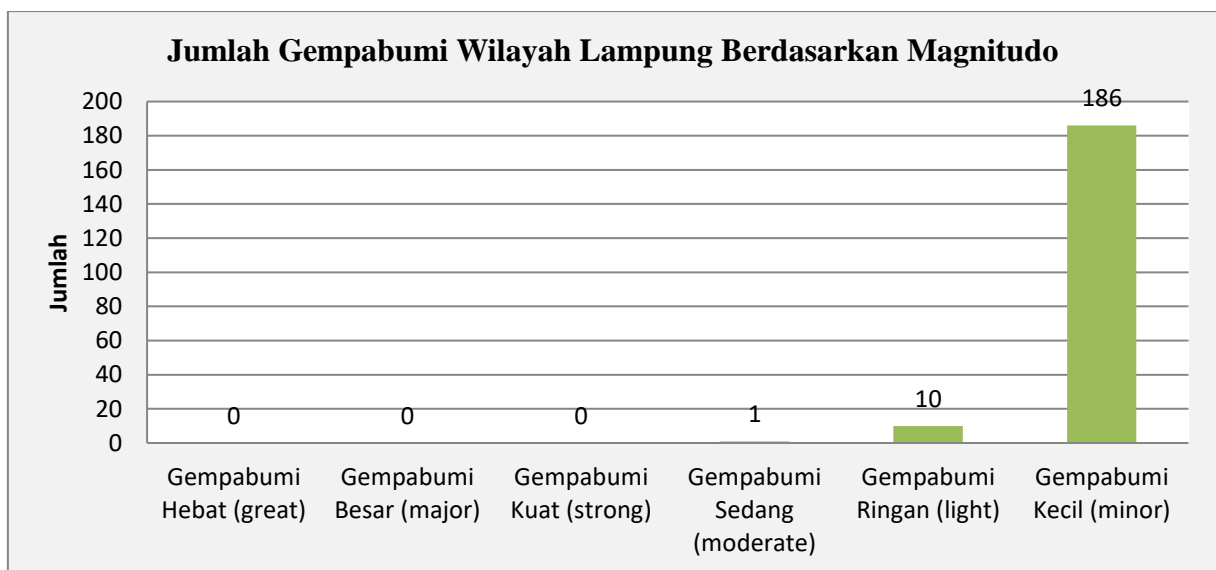 Jumlah Gempabumi Wilayah Lampung Berdasarkan Magnitudo
Jumlah
200
180
160
140
120
100
80
60
40
20
0
0
0
0
1
10
186
Gempabumi
Hebat (great)
Gempabumi
Besar (major)
Gempabumi
Kuat (strong)
Gempabumi
Sedang
(moderate)
Gempabumi
Ringan (light)
Gempabumi
Kecil (minor)